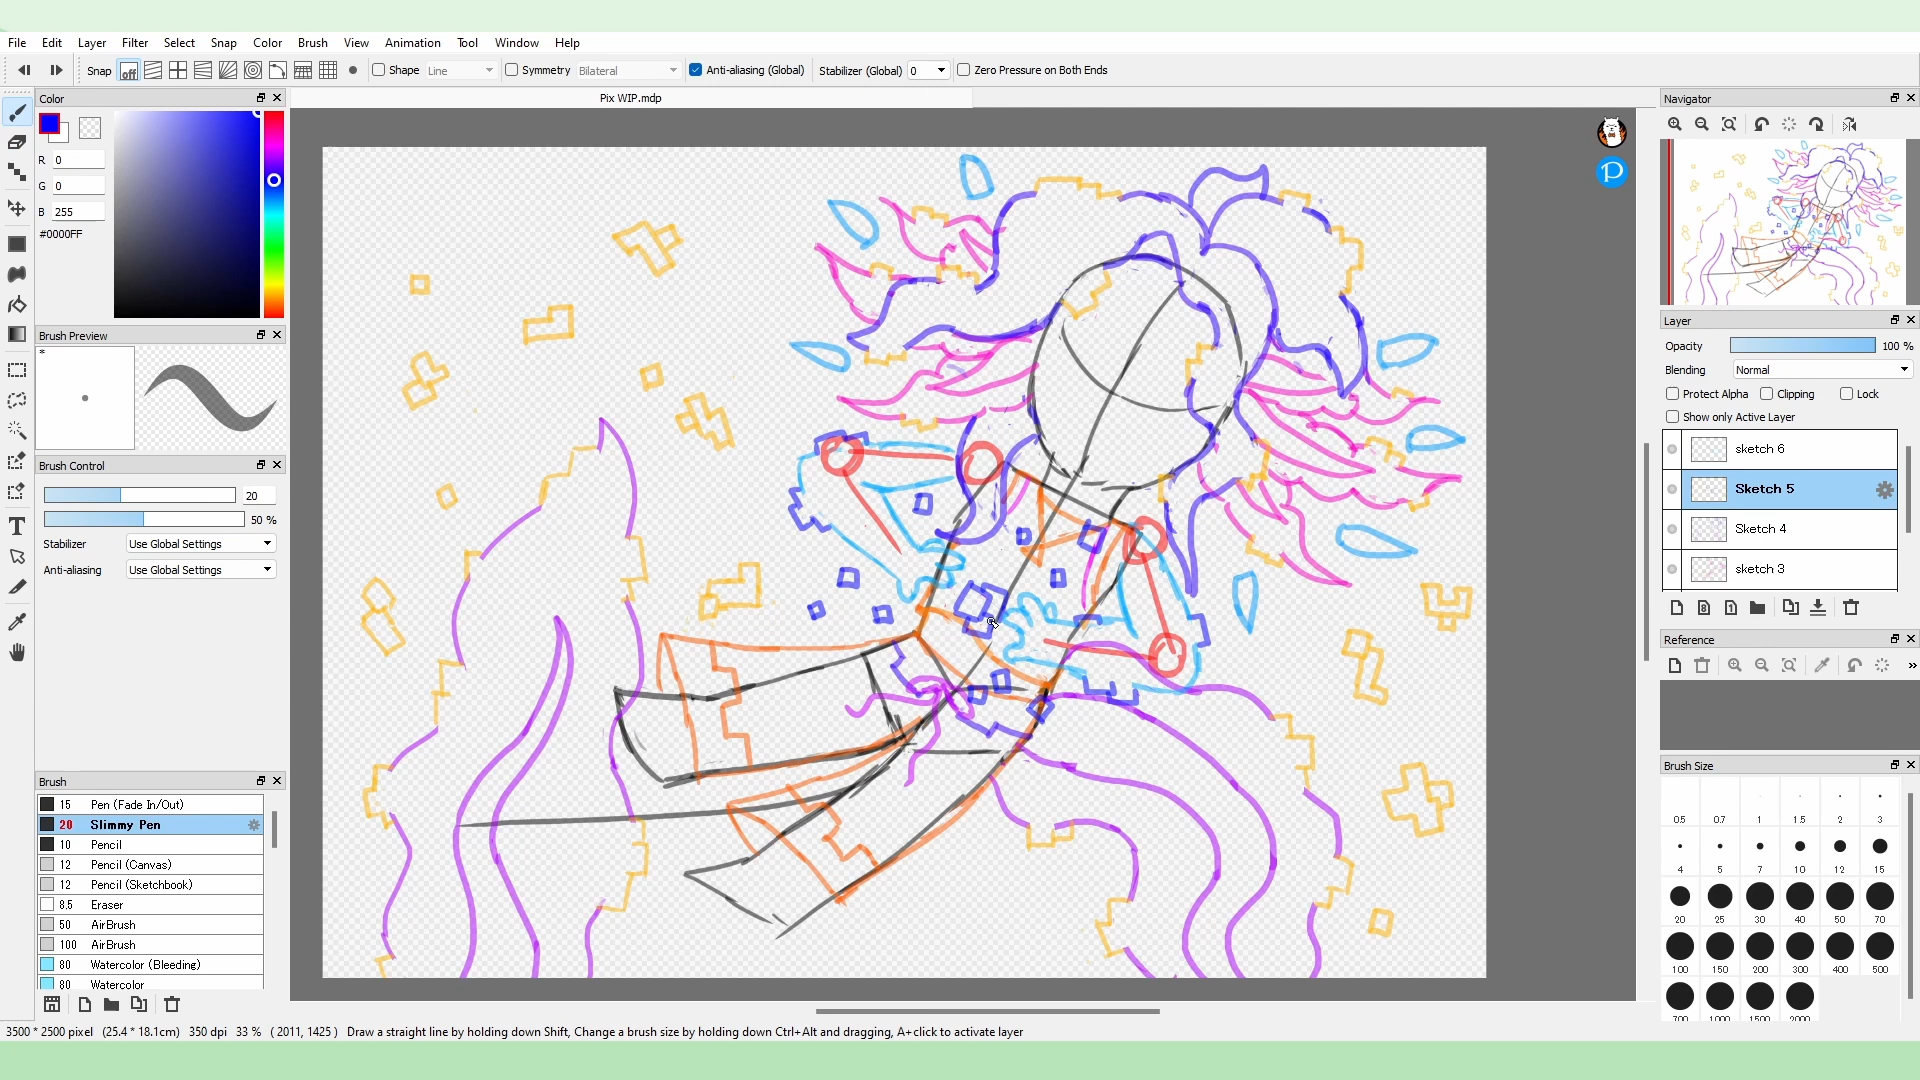 File Edit Layer Filter Select Snap Color Brush View Animation Tool Window Help
Snap off Shape Line Symmetry Bilateral Anti-aliasing (Global) Stabilizer (Global) 0 Zero Pressure on Both Ends
Color
Pix WIP.mdp
Navigator
R 0
G 0
B 255
#0000FF
Brush Preview
*
Brush Control
20
50 %
Stabilizer Use Global Settings
Anti-aliasing Use Global Settings
Brush
15 Pen (Fade In/Out)
20 Slimmy Pen
10 Pencil
12 Pencil (Canvas)
12 Pencil (Sketchbook)
8.5 Eraser
50 AirBrush
100 AirBrush
80 Watercolor (Bleeding)
80 Watercolor
P
Layer
Opacity 100 %
Blending Normal
Protect Alpha Clipping Lock
Show only Active Layer
sketch 6
Sketch 5
Sketch 4
sketch 3
8 1
Reference
»
Brush Size
0.5 0.7 1 1.5 2 3
4 5 7 10 12 15
20 25 30 40 50 70
100 150 200 300 400 500
700 1000 1500 2000
T
3500 * 2500 pixel (25.4 * 18.1cm) 350 dpi 33 % ( 2011, 1425 ) Draw a straight line by holding down Shift, Change a brush size by holding down Ctrl+Alt and dragging, A+click to activate layer